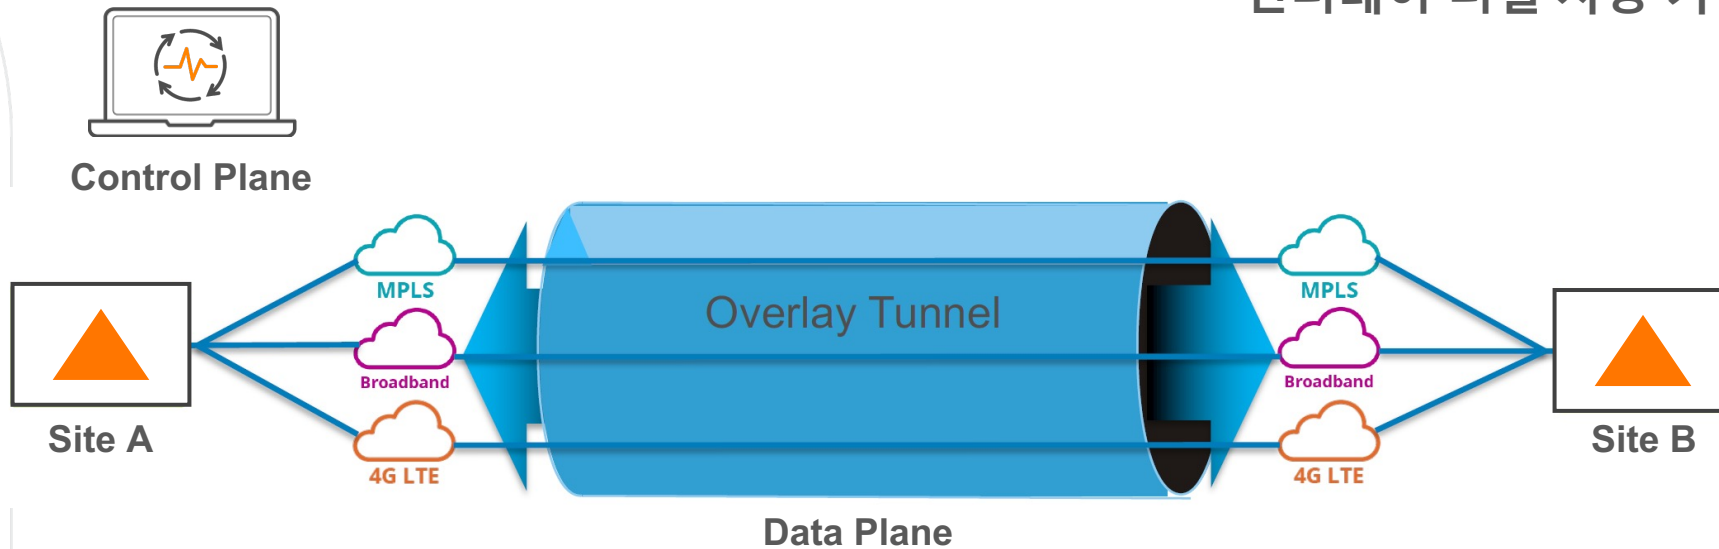 Control Plane
MPLS
MPLS
Overlay Tunnel
Broadband
Broadband
Site A
Site B
4G LTE
4G LTE
Data Plane